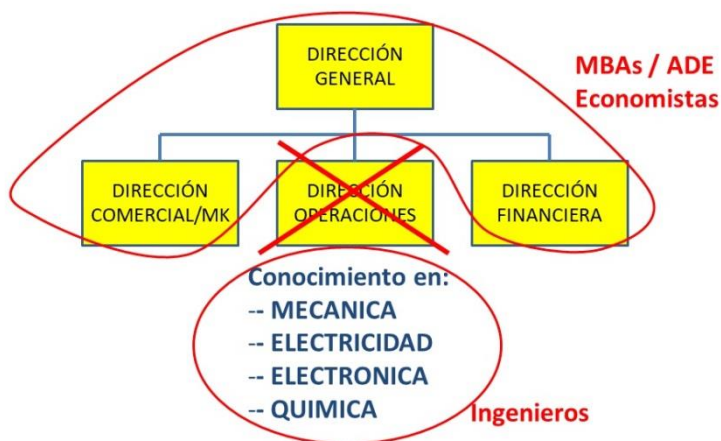 DIRECCIÓN
GENERAL
MBAs / ADE
Economistas
DIRECCIÓN
COMERCIAL/MK
DIRECCIÓN
OPERACIONES
DIRECCIÓN
FINANCIERA
Conocimiento en:
-- MECANICA
-- ELECTRICIDAD
-- ELECTRONICA
-- QUIMICA
Ingenieros